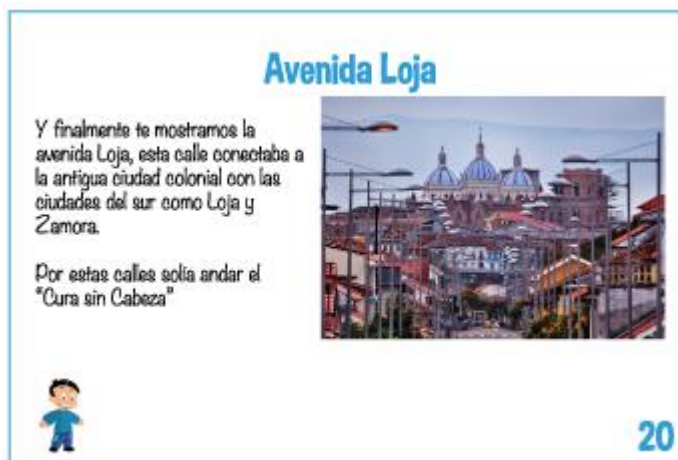 Avenida Loja
Y finalmente te mostramos la
avenida Loja, esta calle conectaba a
la antigua ciudad colonial con las
ciudades del sur como Loja y
Zamora.
Por estas calles solía andar el
"Cura sin Cabeza"
20